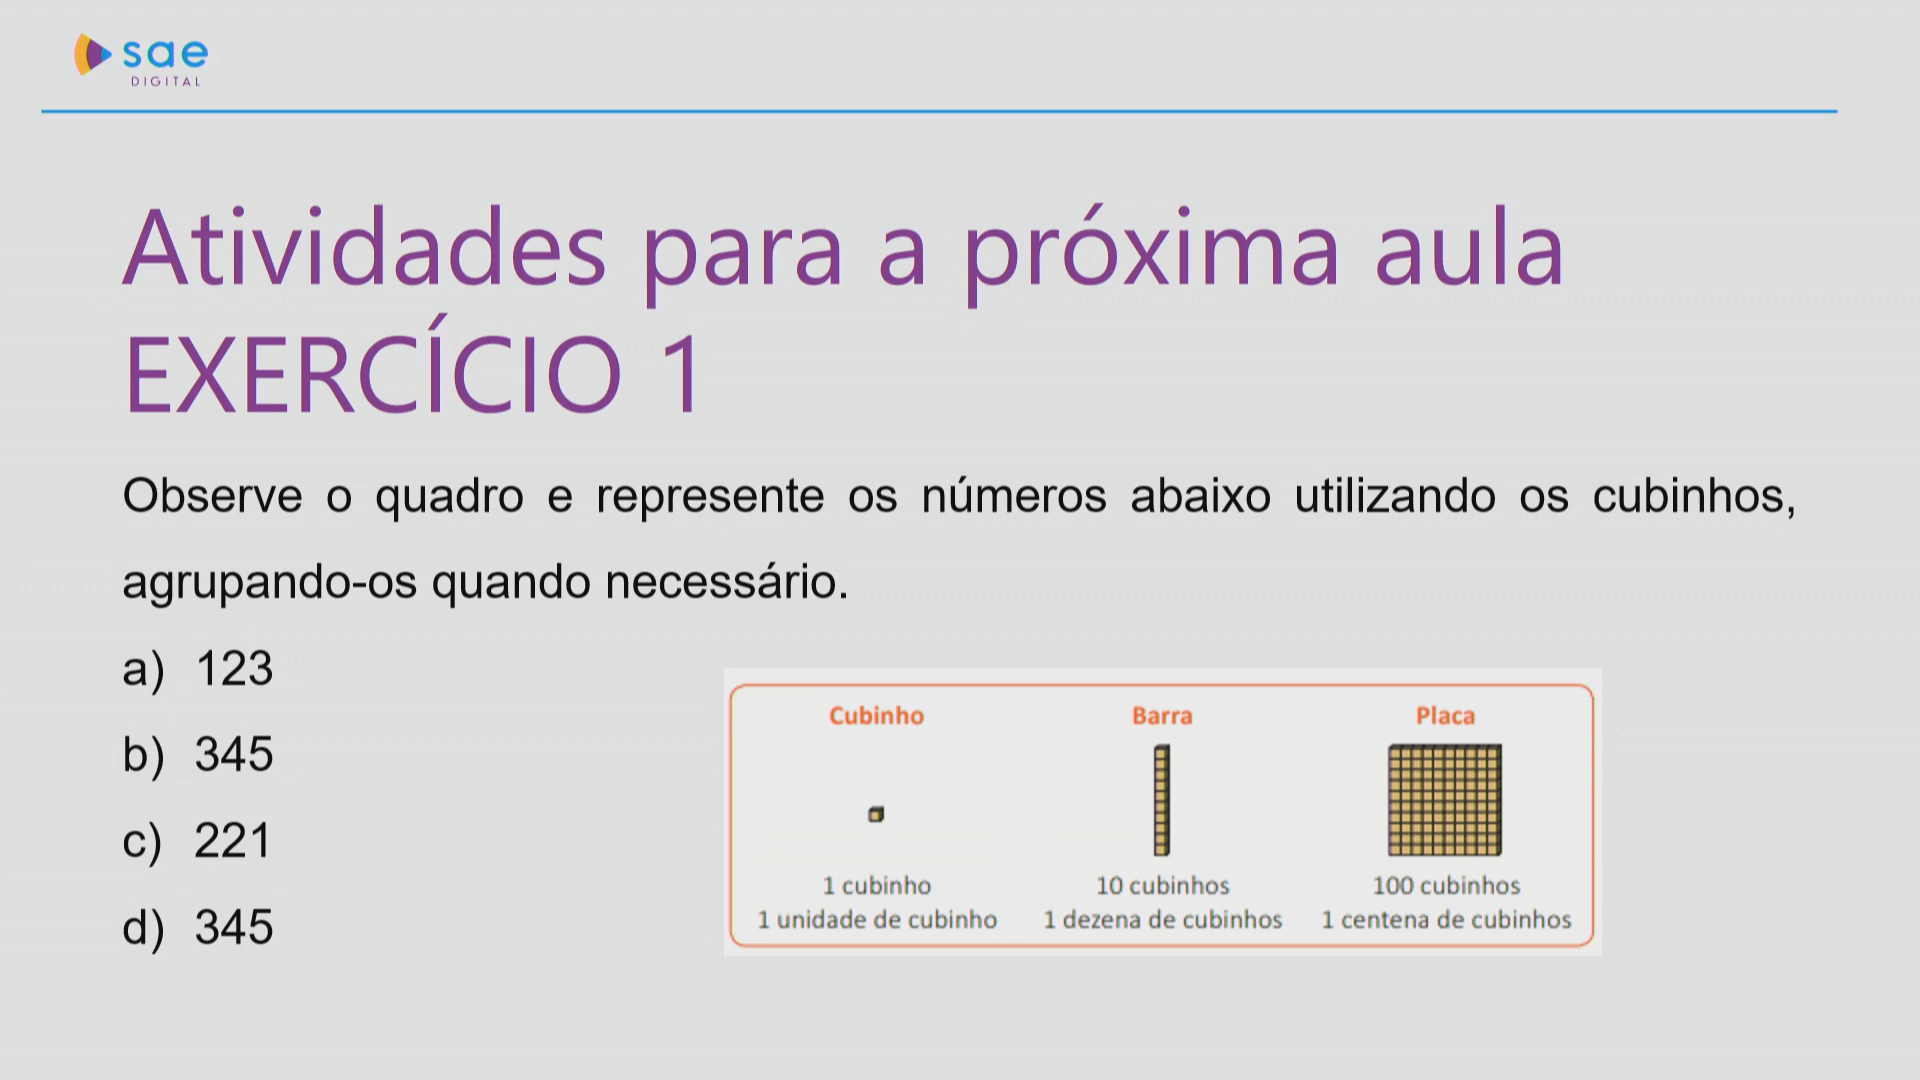 sae
DIGITAL
Atividades para a próxima aula
EXERCÍCIO 1
Observe o quadro e represente os números abaixo utilizando os cubinhos,
agrupando-os quando necessário.
a) 123
b) 345
c) 221
d) 345
Cubinho Barra Placa
1 cubinho 10 cubinhos 100 cubinhos
1 unidade de cubinho 1 dezena de cubinhos 1 centena de cubinhos